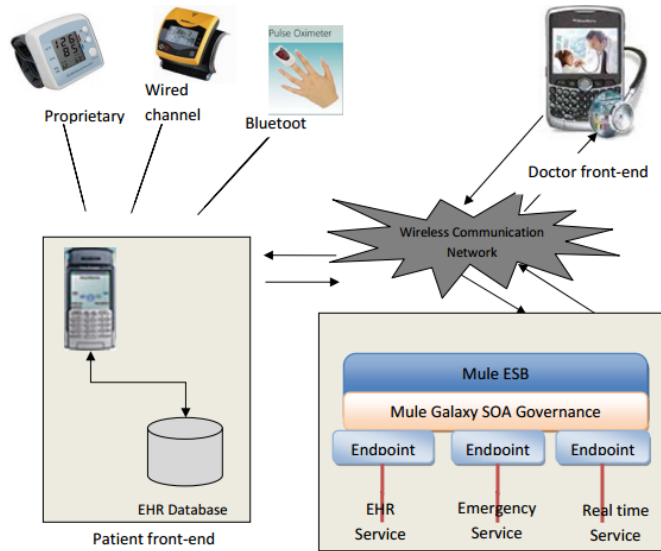 Pulse Oximeter
Proprietary
Wired
channel
Bluetoot
Doctor front-end
Wireless Communication
Network
Mule ESB
Mule Galaxy SOA Governance
Endpoint
Endpoint
Endpoint
EHR
Service
Emergency
Service
Real time
Service
EHR Database
Patient front-end